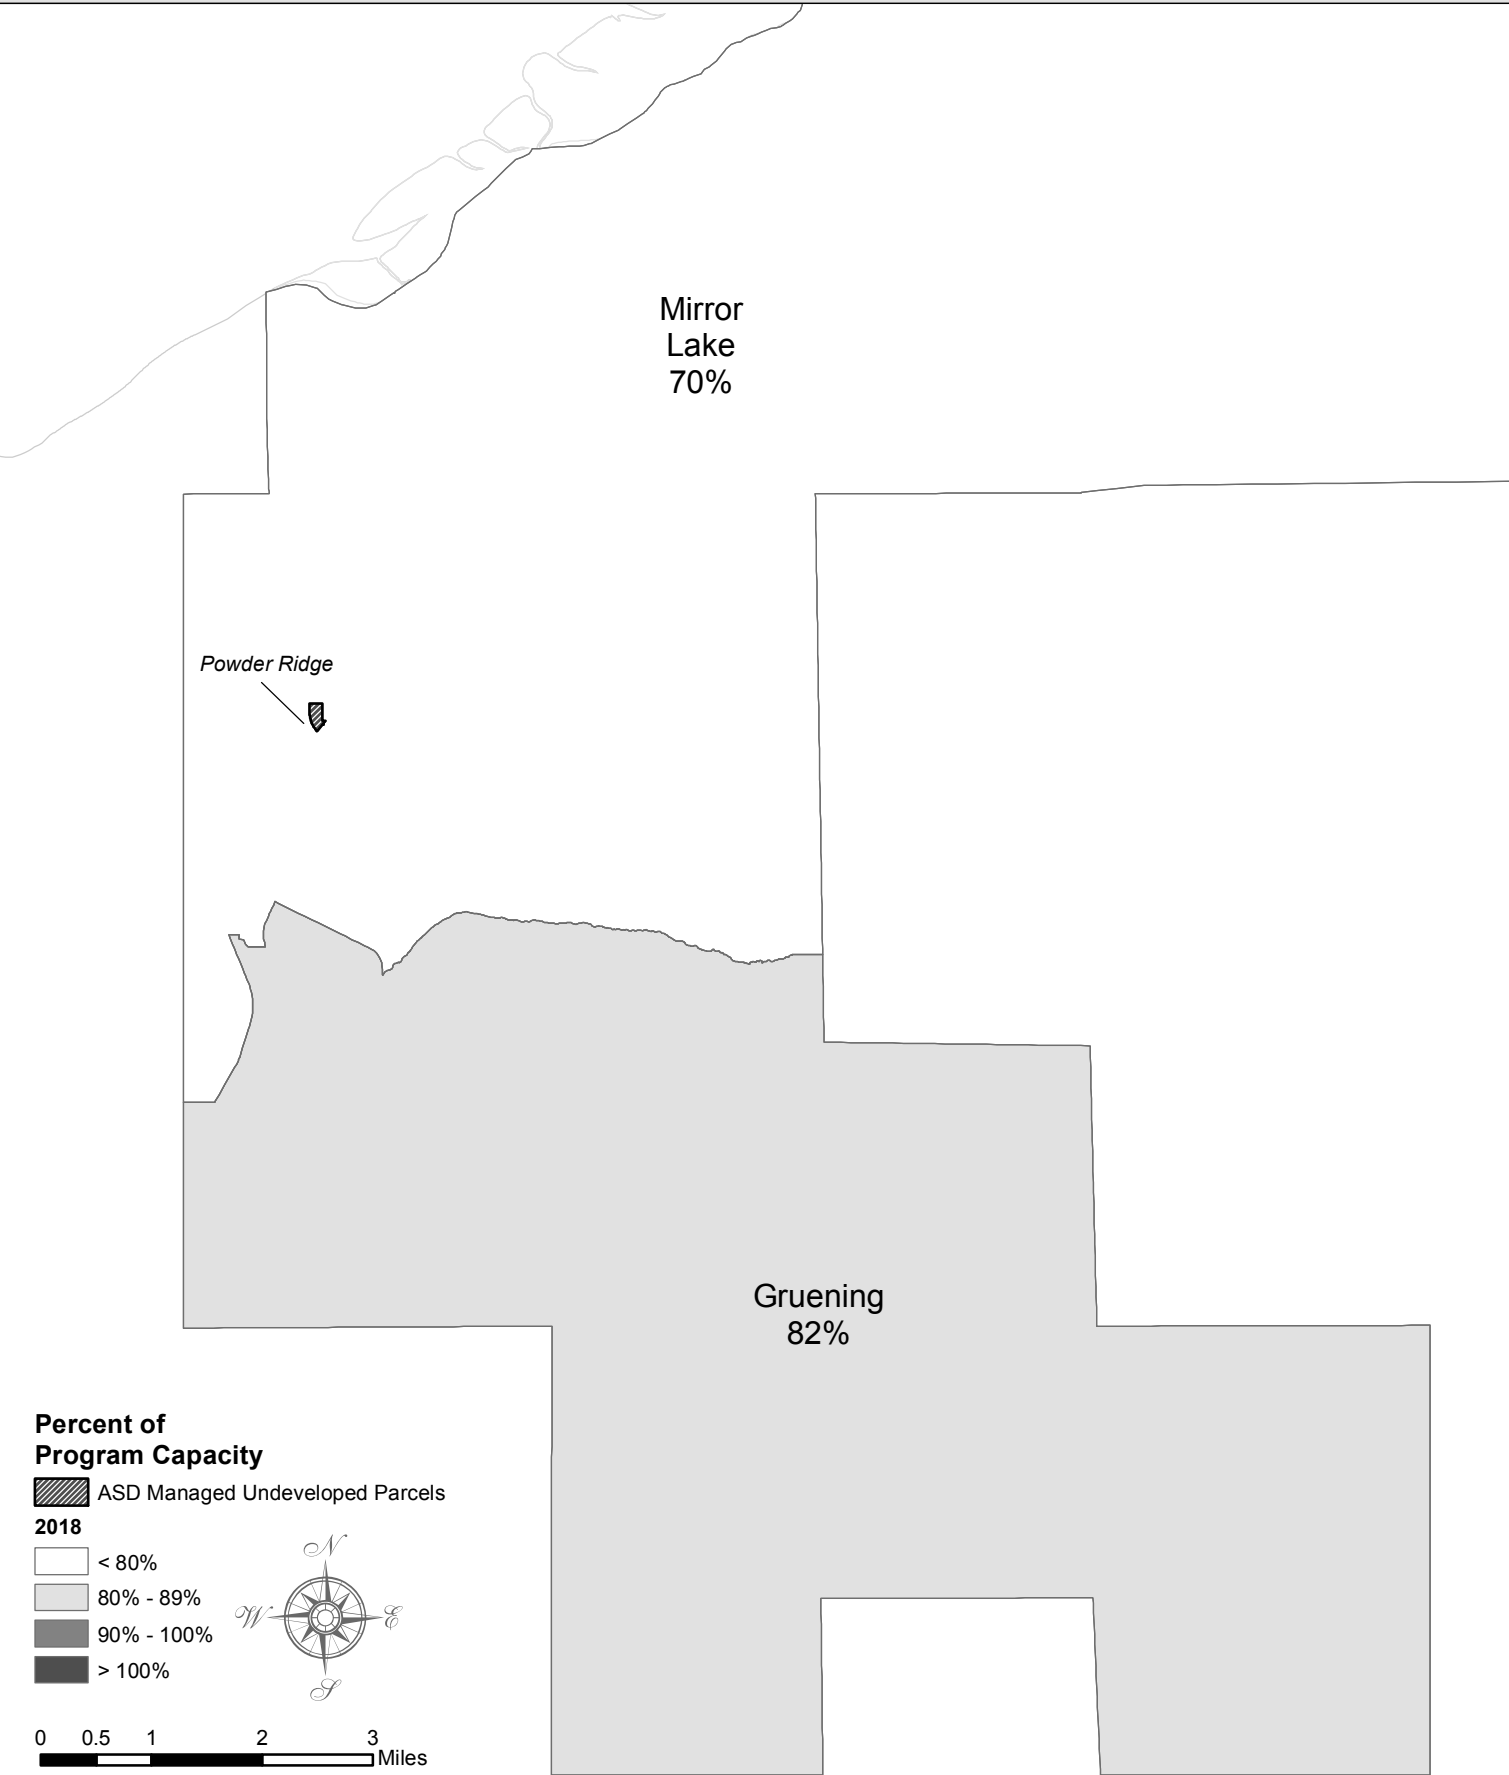 Mirror
Lake
70%
Powder Ridge
Gruening
82%
Percent of
Program Capacity
ASD Managed Undeveloped Parcels
2018
< 80%
80% - 89%
90% - 100%
> 100%
N
W E
S
0 0.5 1 2 3
Miles